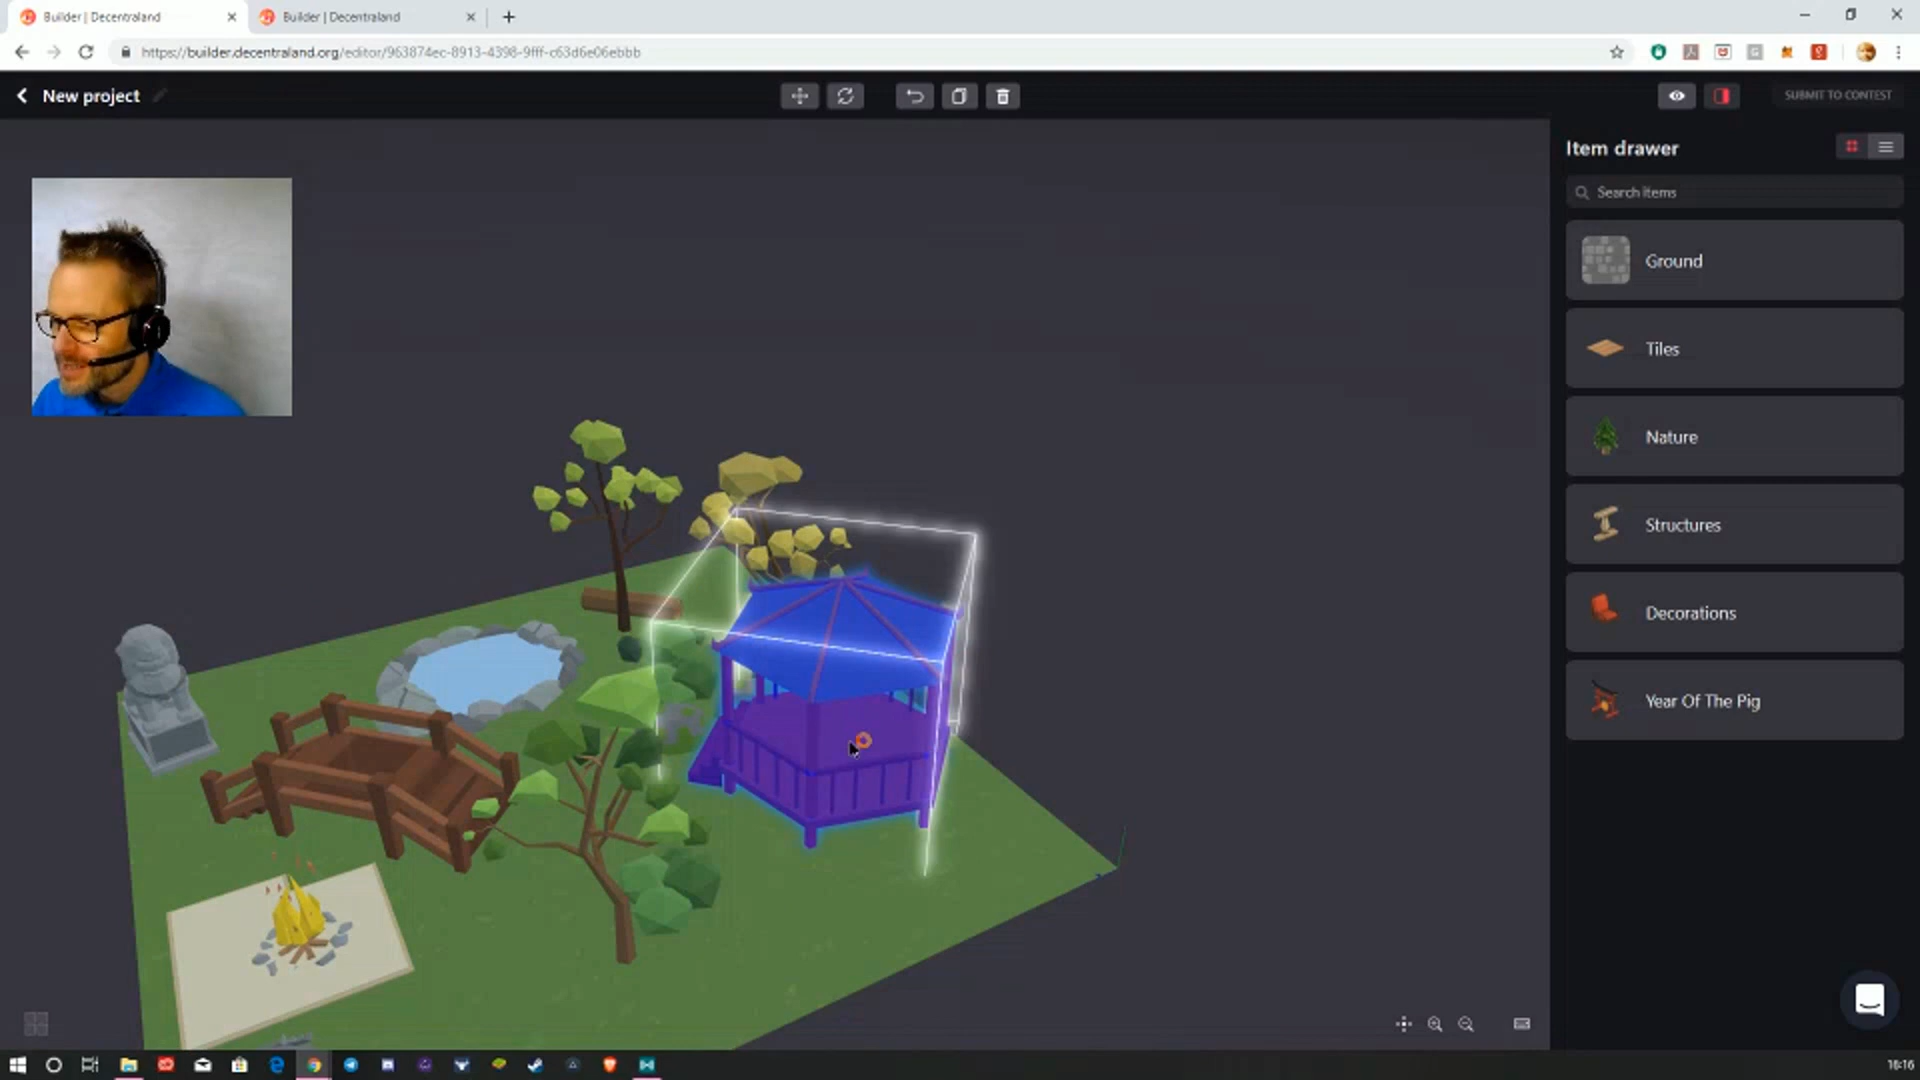 Builder | Decentraland
Builder | Decentraland
https://builder.decentraland.org/editor/963874ec-8913-4398-9fff-c63d6e06ebbb
New project
SUBMIT TO CONTEST
Item drawer
Search items
Ground
Tiles
Nature
Structures
Decorations
Year Of The Pig
18:16